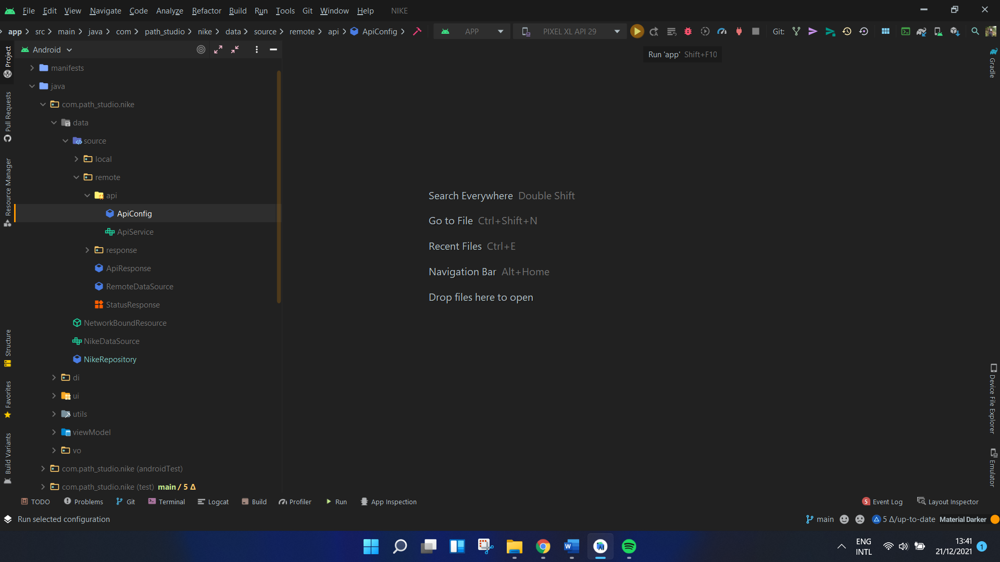 File Edit View Navigate Code Analyze Refactor Build Run Tools Git Window Help NIKE
app src main java com path_studio nike data source remote api ApiConfig APP PIXEL XL API 29 Git:
Android
Run 'app' Shift+F10
manifests
java
com.path_studio.nike
data
source
local
remote
api
ApiConfig
ApiService
response
ApiResponse
RemoteDataSource
StatusResponse
NetworkBoundResource
NikeDataSource
NikeRepository
di
ui
utils
viewModel
vo
com.path_studio.nike (androidTest)
com.path_studio.nike (test) main / 5 Δ
Project
Pull Requests
Resource Manager
Structure
Favorites
Build Variants
Search Everywhere Double Shift
Go to File Ctrl+Shift+N
Recent Files Ctrl+E
Navigation Bar Alt+Home
Drop files here to open
Gradle
Device File Explorer
Emulator
TODO Problems Git Terminal Logcat Build Profiler Run App Inspection 5 Event Log Layout Inspector
Run selected configuration main 5 Δ/up-to-date Material Darker
W
ENG
INTL
13:41
21/12/2021
1